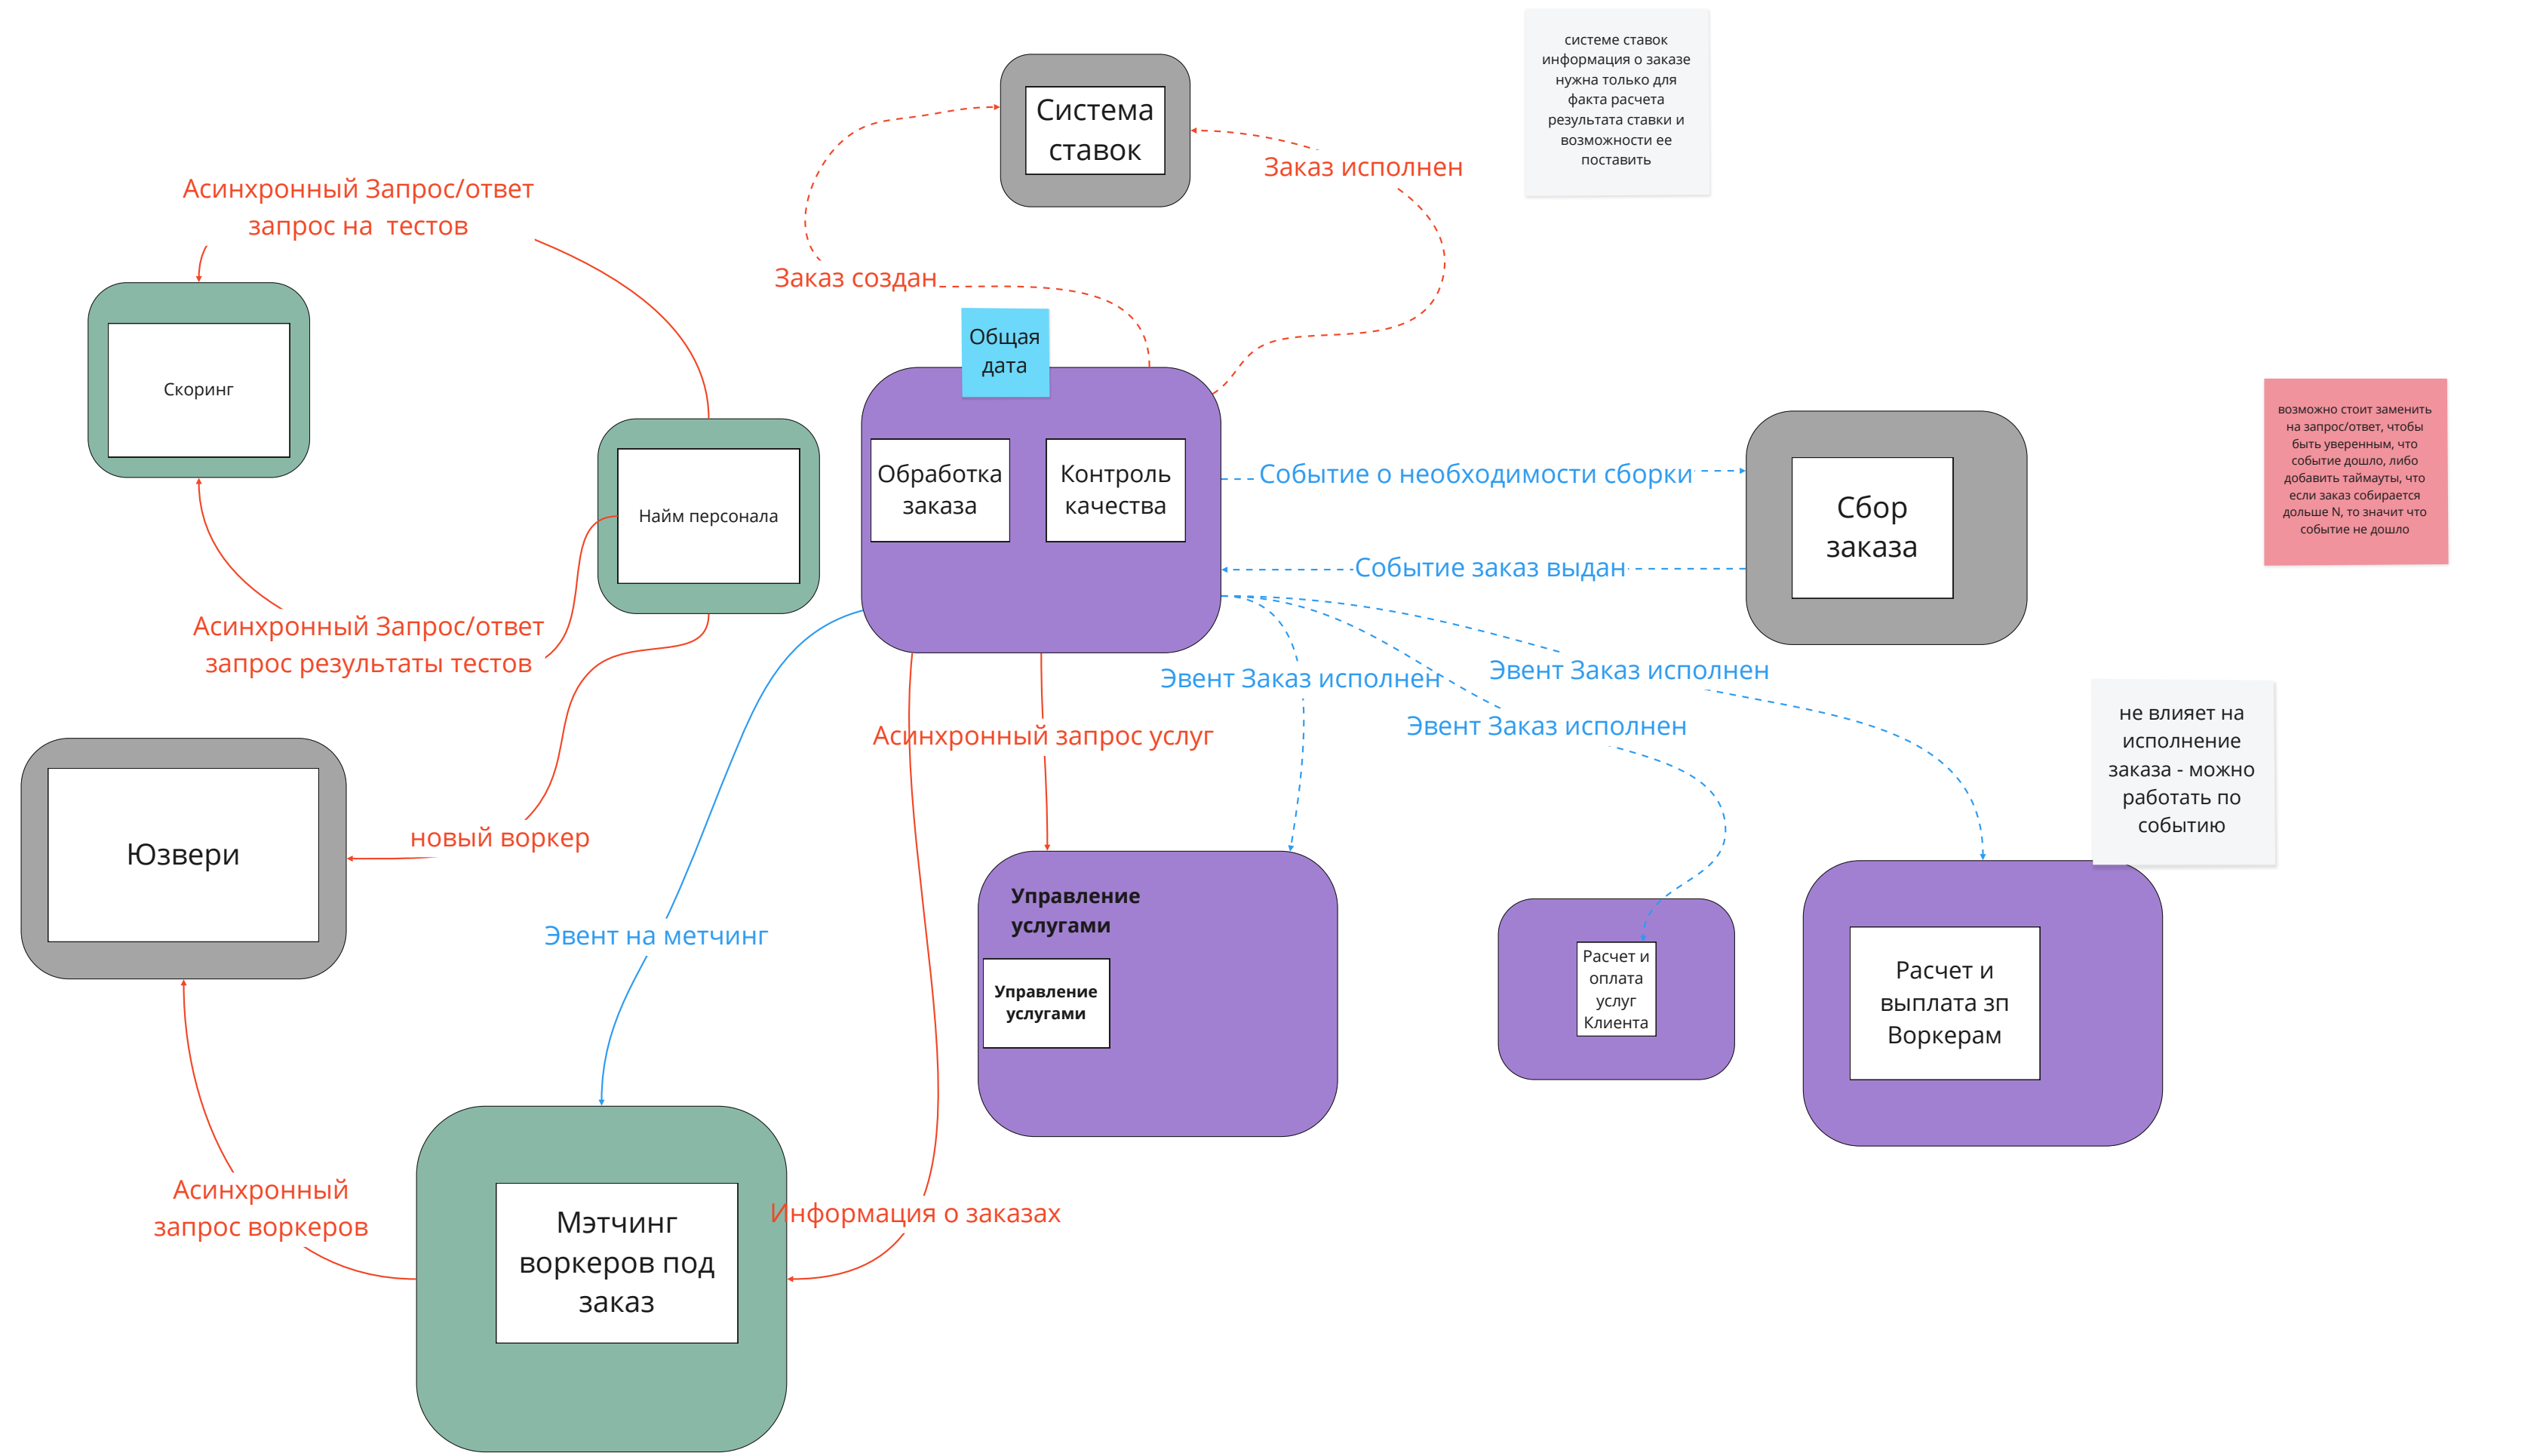 системе ставок
информация о заказе
нужна только для
факта расчета
результата ставки и
возможности ее
поставить
Система
ставок
Заказ исполнен
Асинхронный Запрос/ответ
запрос на  тестов
Заказ создан
Общая
дата
Скоринг
Найм персонала
Обработка
заказа
Контроль
качества
Событие о необходимости сборки
Сбор
заказа
Событие заказ выдан
возможно стоит заменить
на запрос/ответ, чтобы
быть уверенным, что
событие дошло, либо
добавить таймауты, что
если заказ собирается
дольше N, то значит что
событие не дошло
Асинхронный Запрос/ответ
запрос результаты тестов
Эвент Заказ исполнен
Эвент Заказ исполнен
Эвент Заказ исполнен
Асинхронный запрос услуг
не влияет на
исполнение
заказа - можно
работать по
событию
Юзвери
новый воркер
Эвент на метчинг
Управление
услугами
Управление
услугами
Расчет и
оплата
услуг
Клиента
Расчет и
выплата зп
Воркерам
Асинхронный
запрос воркеров
Мэтчинг
воркеров под
заказ
Информация о заказах